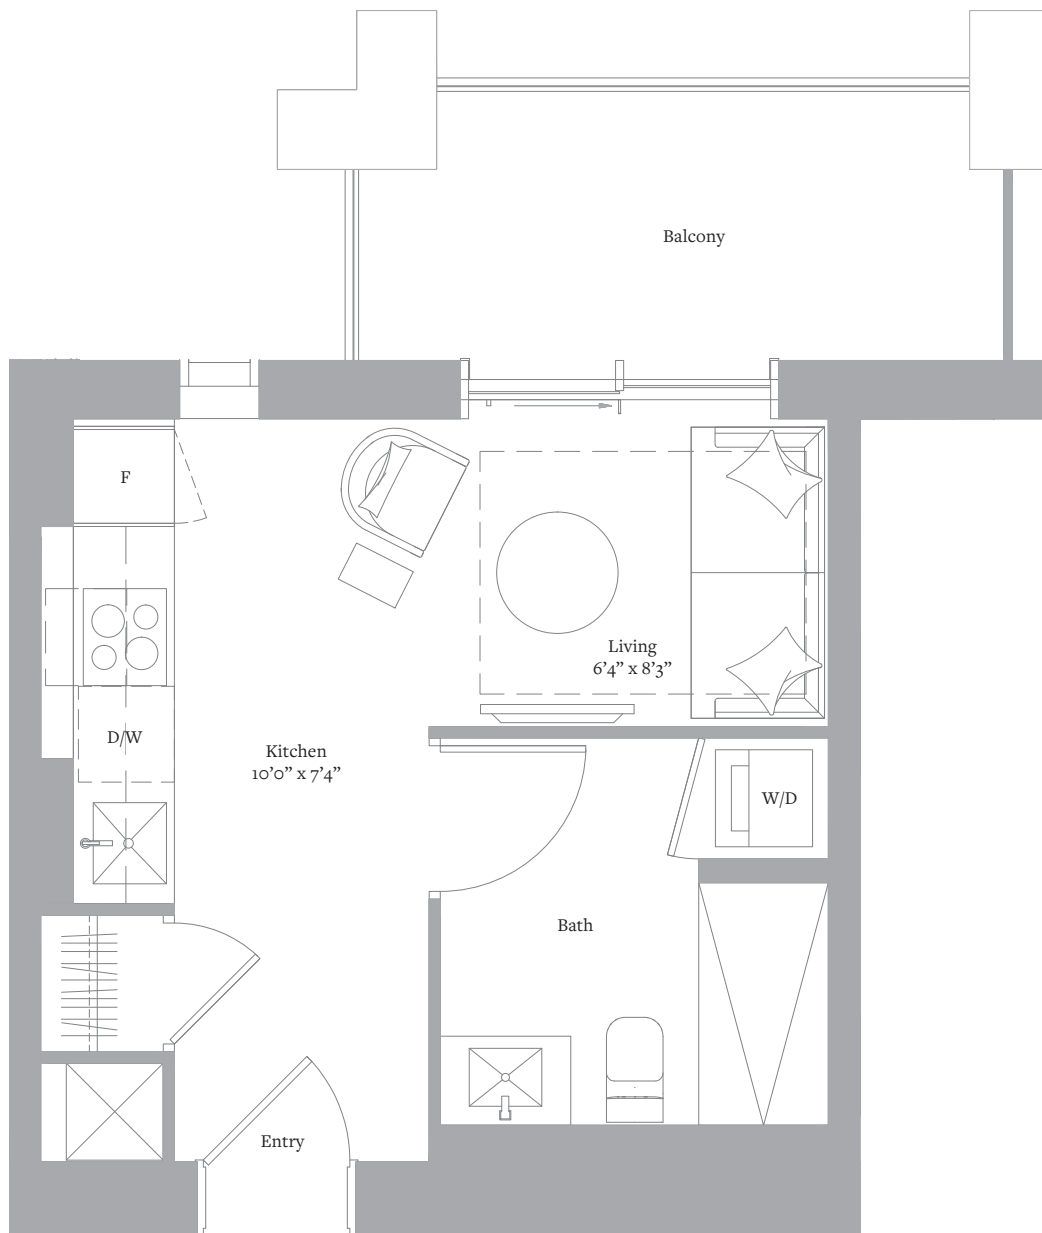 Balcony
F
Living
6’4” x 8’3”
D/W
Kitchen
10’0” x 7’4”
W/D
Bath
Entry